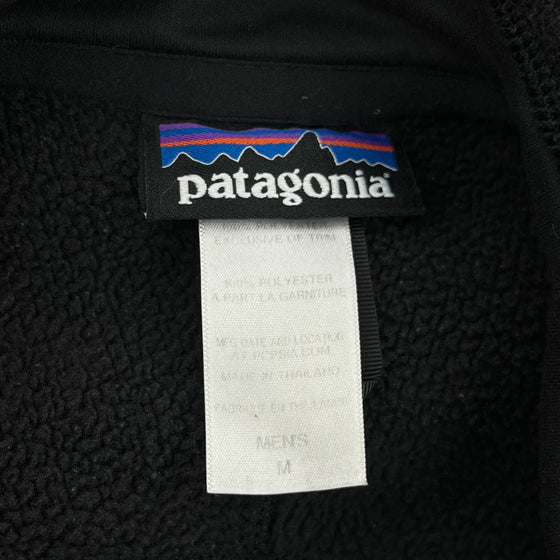 patagonia
100% POLYESTER
EXCLUSIVE OF TRIM
100% POLYESTER
À PART LA GARNITURE
MFG DATE AND LOCATION
AT PCPSIA.COM
MADE IN THAILAND
FABRIQUÉ EN THAÏLANDE
MEN'S
M